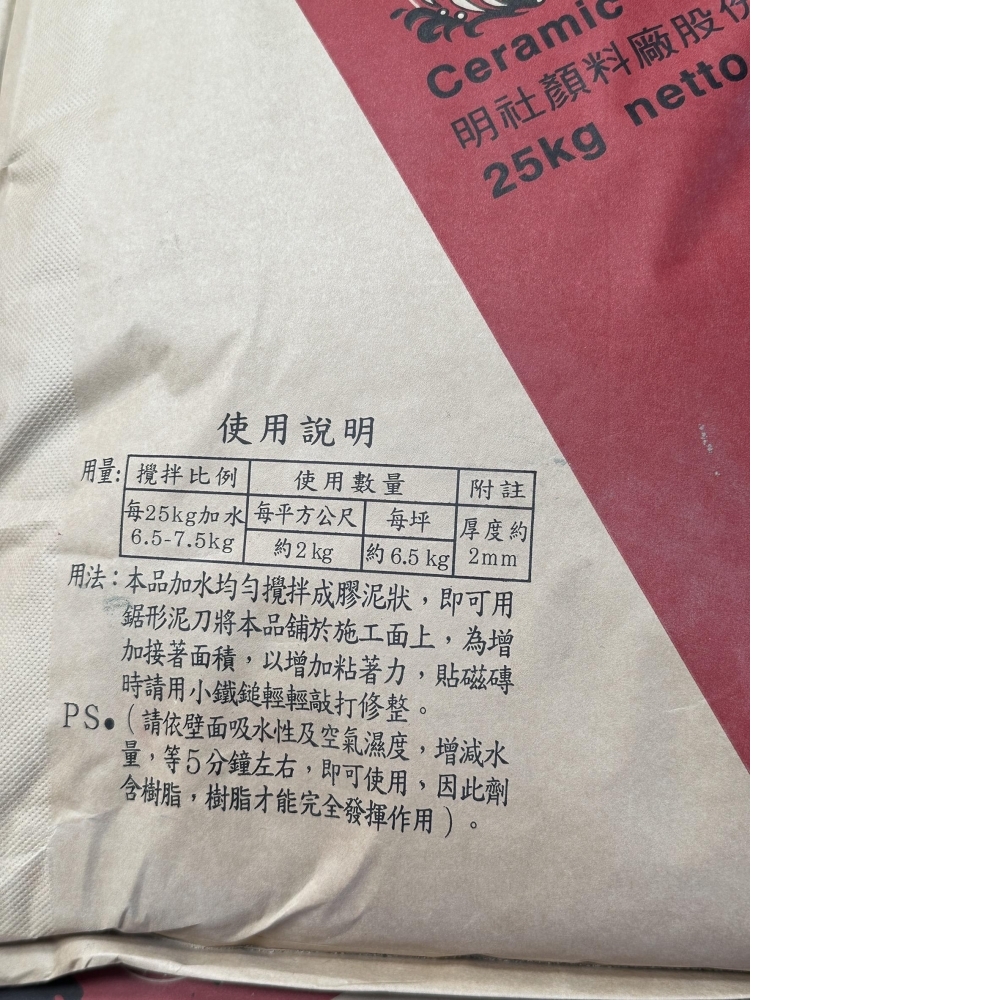 Ceramic
明社顏料廠股份
25kg netto
使用說明
用量:
攪拌比例 使用數量 附註
每25kg加水 每平方公尺 每坪 厚度約
6.5-7.5kg 約2kg 約6.5kg 2mm
用法:本品加水均勻攪拌成膠泥狀,即可用
鋸形泥刀將本品舖於施工面上,為增
加接著面積,以增加粘著力,貼磁磚
時請用小鐵鎚輕輕敲打修整。
PS●(請依壁面吸水性及空氣濕度,增減水
量,等5分鐘左右,即可使用;因此劑
含樹脂,樹脂才能完全發揮作用)。